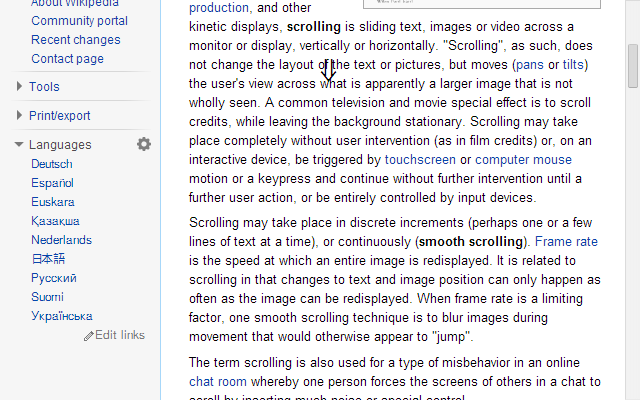 About Wikipedia
Community portal
Recent changes
Contact page
Tools
Print/export
Languages
Deutsch
Español
Euskara
Қазақша
Nederlands
日本語
Русский
Suomi
Українська
Edit links
production, and other
kinetic displays, scrolling is sliding text, images or video across a
monitor or display, vertically or horizontally. "Scrolling", as such, does
not change the layout of the text or pictures, but moves (pans or tilts)
the user's view across what is apparently a larger image that is not
wholly seen. A common television and movie special effect is to scroll
credits, while leaving the background stationary. Scrolling may take
place completely without user intervention (as in film credits) or, on an
interactive device, be triggered by touchscreen or computer mouse
motion or a keypress and continue without further intervention until a
further user action, or be entirely controlled by input devices.
Scrolling may take place in discrete increments (perhaps one or a few
lines of text at a time), or continuously (smooth scrolling). Frame rate
is the speed at which an entire image is redisplayed. It is related to
scrolling in that changes to text and image position can only happen as
often as the image can be redisplayed. When frame rate is a limiting
factor, one smooth scrolling technique is to blur images during
movement that would otherwise appear to "jump".
The term scrolling is also used for a type of misbehavior in an online
chat room whereby one person forces the screens of others in a chat to
scroll by inserting much noise or special control